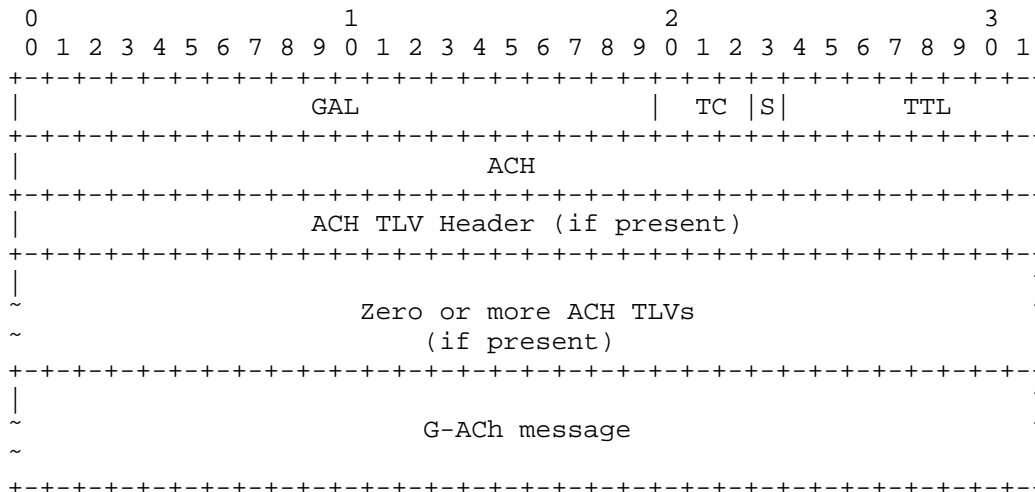 0                   1                   2                   3
 0 1 2 3 4 5 6 7 8 9 0 1 2 3 4 5 6 7 8 9 0 1 2 3 4 5 6 7 8 9 0 1
+-+-+-+-+-+-+-+-+-+-+-+-+-+-+-+-+-+-+-+-+-+-+-+-+-+-+-+-+-+-+-+-
|                  GAL                  |  TC |S|       TTL
+-+-+-+-+-+-+-+-+-+-+-+-+-+-+-+-+-+-+-+-+-+-+-+-+-+-+-+-+-+-+-+-
|                             ACH
+-+-+-+-+-+-+-+-+-+-+-+-+-+-+-+-+-+-+-+-+-+-+-+-+-+-+-+-+-+-+-+-
|                  ACH TLV Header (if present)
+-+-+-+-+-+-+-+-+-+-+-+-+-+-+-+-+-+-+-+-+-+-+-+-+-+-+-+-+-+-+-+-
|
~                     Zero or more ACH TLVs
~                         (if present)
+-+-+-+-+-+-+-+-+-+-+-+-+-+-+-+-+-+-+-+-+-+-+-+-+-+-+-+-+-+-+-+-
|
~                         G-ACh message
~
+-+-+-+-+-+-+-+-+-+-+-+-+-+-+-+-+-+-+-+-+-+-+-+-+-+-+-+-+-+-+-+-